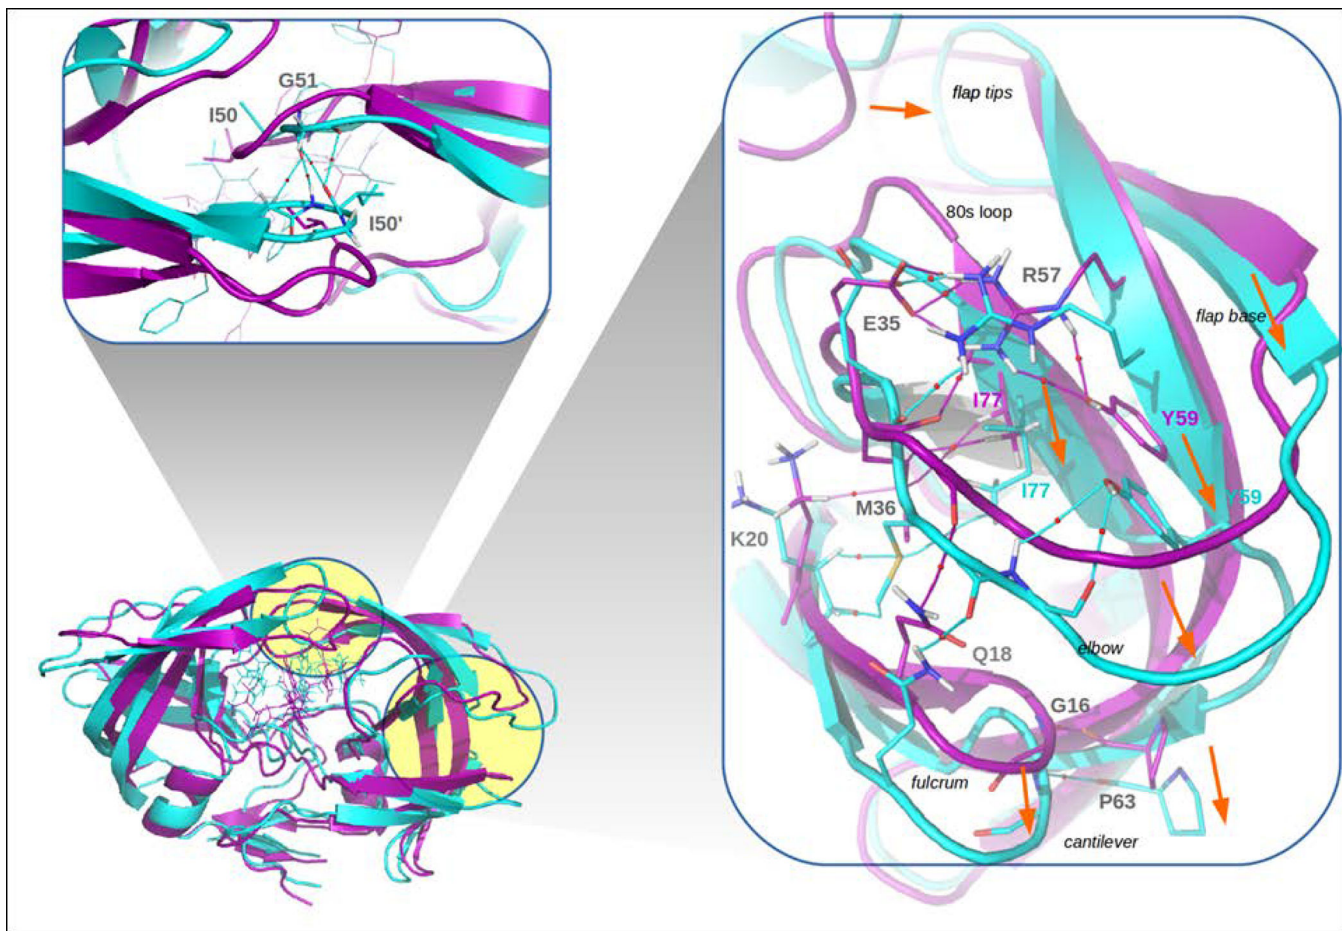 G51
I50
I50'
flap tips
80s loop
R57
E35
flap base
I77
Y59
I77
Y59
M36
K20
elbow
Q18
G16
fulcrum
P63
cantilever